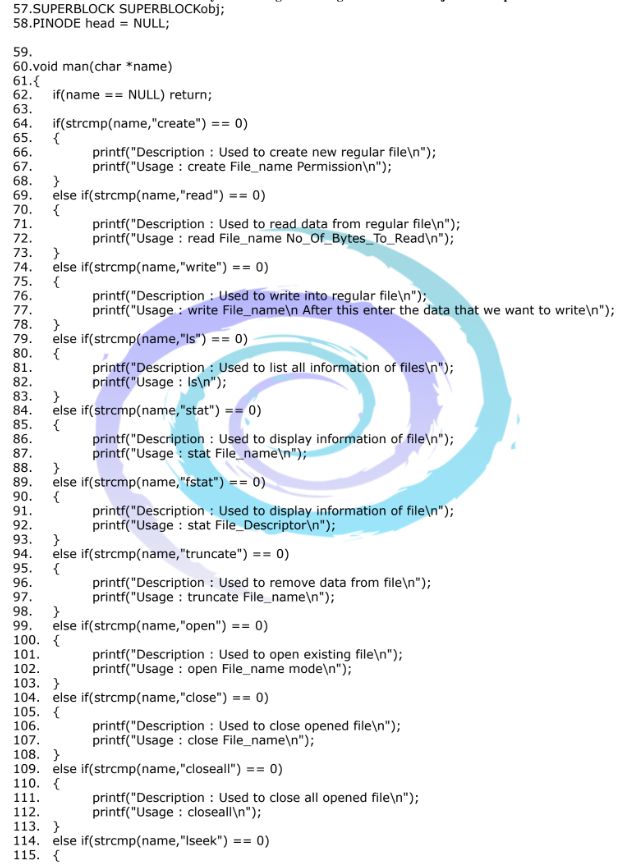 57.SUPERBLOCK SUPERBLOCKobj;
58.PINODE head = NULL;
59.
60.void man(char *name)
61.{
62. if(name == NULL) return;
63.
64. if(strcmp(name,"create") == 0)
65. {
66. printf("Description : Used to create new regular file\n");
67. printf("Usage : create File_name Permission\n");
68. }
69. else if(strcmp(name,"read") == 0)
70. {
71. printf("Description : Used to read data from regular file\n");
72. printf("Usage : read File_name No_Of_Bytes_To_Read\n");
73. }
74. else if(strcmp(name,"write") == 0)
75. {
76. printf("Description : Used to write into regular file\n");
77. printf("Usage : write File_name\n After this enter the data that we want to write\n");
78. }
79. else if(strcmp(name,"ls") == 0)
80. {
81. printf("Description : Used to list all information of files\n");
82. printf("Usage : ls\n");
83. }
84. else if(strcmp(name,"stat") == 0)
85. {
86. printf("Description : Used to display information of file\n");
87. printf("Usage : stat File_name\n");
88. }
89. else if(strcmp(name,"fstat") == 0)
90. {
91. printf("Description : Used to display information of file\n");
92. printf("Usage : stat File_Descriptor\n");
93. }
94. else if(strcmp(name,"truncate") == 0)
95. {
96. printf("Description : Used to remove data from file\n");
97. printf("Usage : truncate File_name\n");
98. }
99. else if(strcmp(name,"open") == 0)
100. {
101. printf("Description : Used to open existing file\n");
102. printf("Usage : open File_name mode\n");
103. }
104. else if(strcmp(name,"close") == 0)
105. {
106. printf("Description : Used to close opened file\n");
107. printf("Usage : close File_name\n");
108. }
109. else if(strcmp(name,"closeall") == 0)
110. {
111. printf("Description : Used to close all opened file\n");
112. printf("Usage : closeall\n");
113. }
114. else if(strcmp(name,"lseek") == 0)
115. {